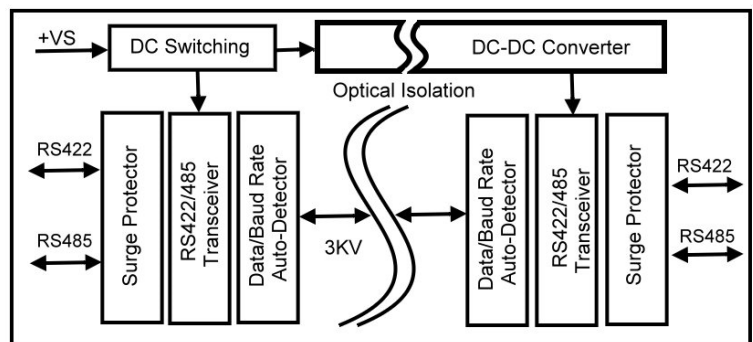 +VS
DC Switching
DC-DC Converter
Optical Isolation
RS422
RS485
Surge Protector
RS422/485
Transceiver
Data/Baud Rate
Auto-Detector
3KV
Data/Baud Rate
Auto-Detector
RS422/485
Transceiver
Surge Protector
RS422
RS485